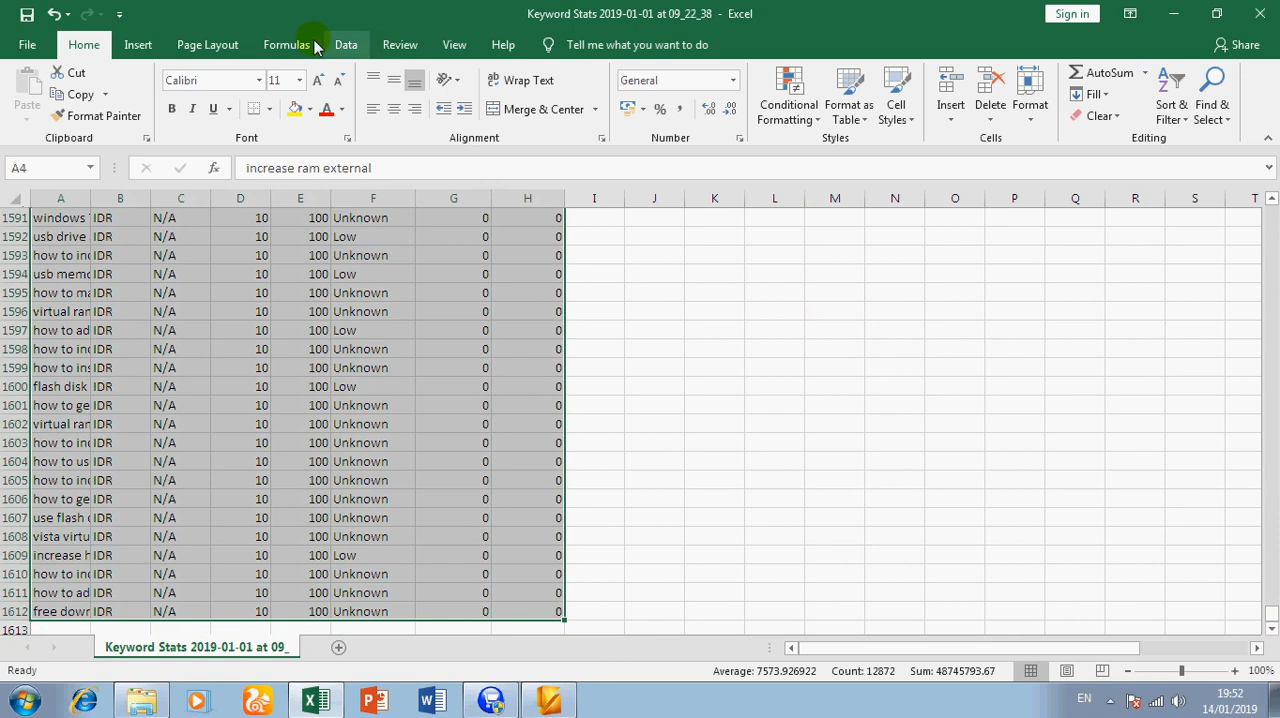 Keyword Stats 2019-01-01 at 09_22_38 - Excel
Sign in
File Home Insert Page Layout Formulas Data Review View Help Tell me what you want to do Share
Paste
Cut
Copy
Format Painter
Clipboard
Calibri 11
B I U
Font
Wrap Text
Merge & Center
Alignment
General
Number
Conditional Formatting
Format as Table
Cell Styles
Styles
Insert
Delete
Format
Cells
AutoSum
Fill
Clear
Sort & Filter
Find & Select
Editing
A4 fx increase ram external
A B C D E F G H I J K L M N O P Q R S T
1591 windows IDR N/A 10 100 Unknown 0 0
1592 usb drive IDR N/A 10 100 Low 0 0
1593 how to in IDR N/A 10 100 Unknown 0 0
1594 usb mem IDR N/A 10 100 Low 0 0
1595 how to ma IDR N/A 10 100 Unknown 0 0
1596 virtual ran IDR N/A 10 100 Unknown 0 0
1597 how to ad IDR N/A 10 100 Low 0 0
1598 how to in IDR N/A 10 100 Unknown 0 0
1599 how to ins IDR N/A 10 100 Unknown 0 0
1600 flash disk IDR N/A 10 100 Low 0 0
1601 how to ge IDR N/A 10 100 Unknown 0 0
1602 virtual ran IDR N/A 10 100 Unknown 0 0
1603 how to in IDR N/A 10 100 Unknown 0 0
1604 how to us IDR N/A 10 100 Unknown 0 0
1605 how to in IDR N/A 10 100 Unknown 0 0
1606 how to ge IDR N/A 10 100 Unknown 0 0
1607 use flash IDR N/A 10 100 Unknown 0 0
1608 vista virtu IDR N/A 10 100 Unknown 0 0
1609 increase IDR N/A 10 100 Low 0 0
1610 how to in IDR N/A 10 100 Unknown 0 0
1611 how to ad IDR N/A 10 100 Unknown 0 0
1612 free down IDR N/A 10 100 Unknown 0 0
1613
Keyword Stats 2019-01-01 at 09_
Ready Average: 7573.926922 Count: 12872 Sum: 48745793.67 100%
EN 19:52
14/01/2019